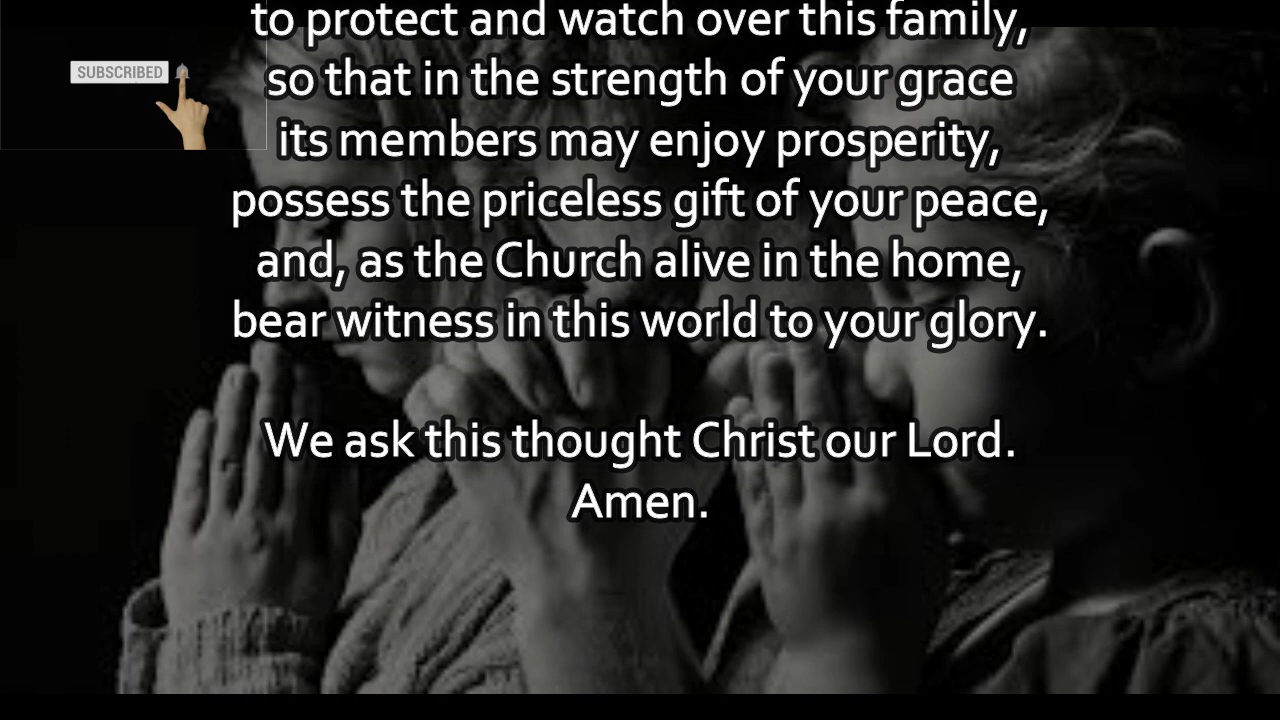 to protect and watch over this family,
SUBSCRIBED
so that in the strength of your grace
its members may enjoy prosperity,
possess the priceless gift of your peace,
and, as the Church alive in the home,
bear witness in this world to your glory.
We ask this thought Christ our Lord.
Amen.